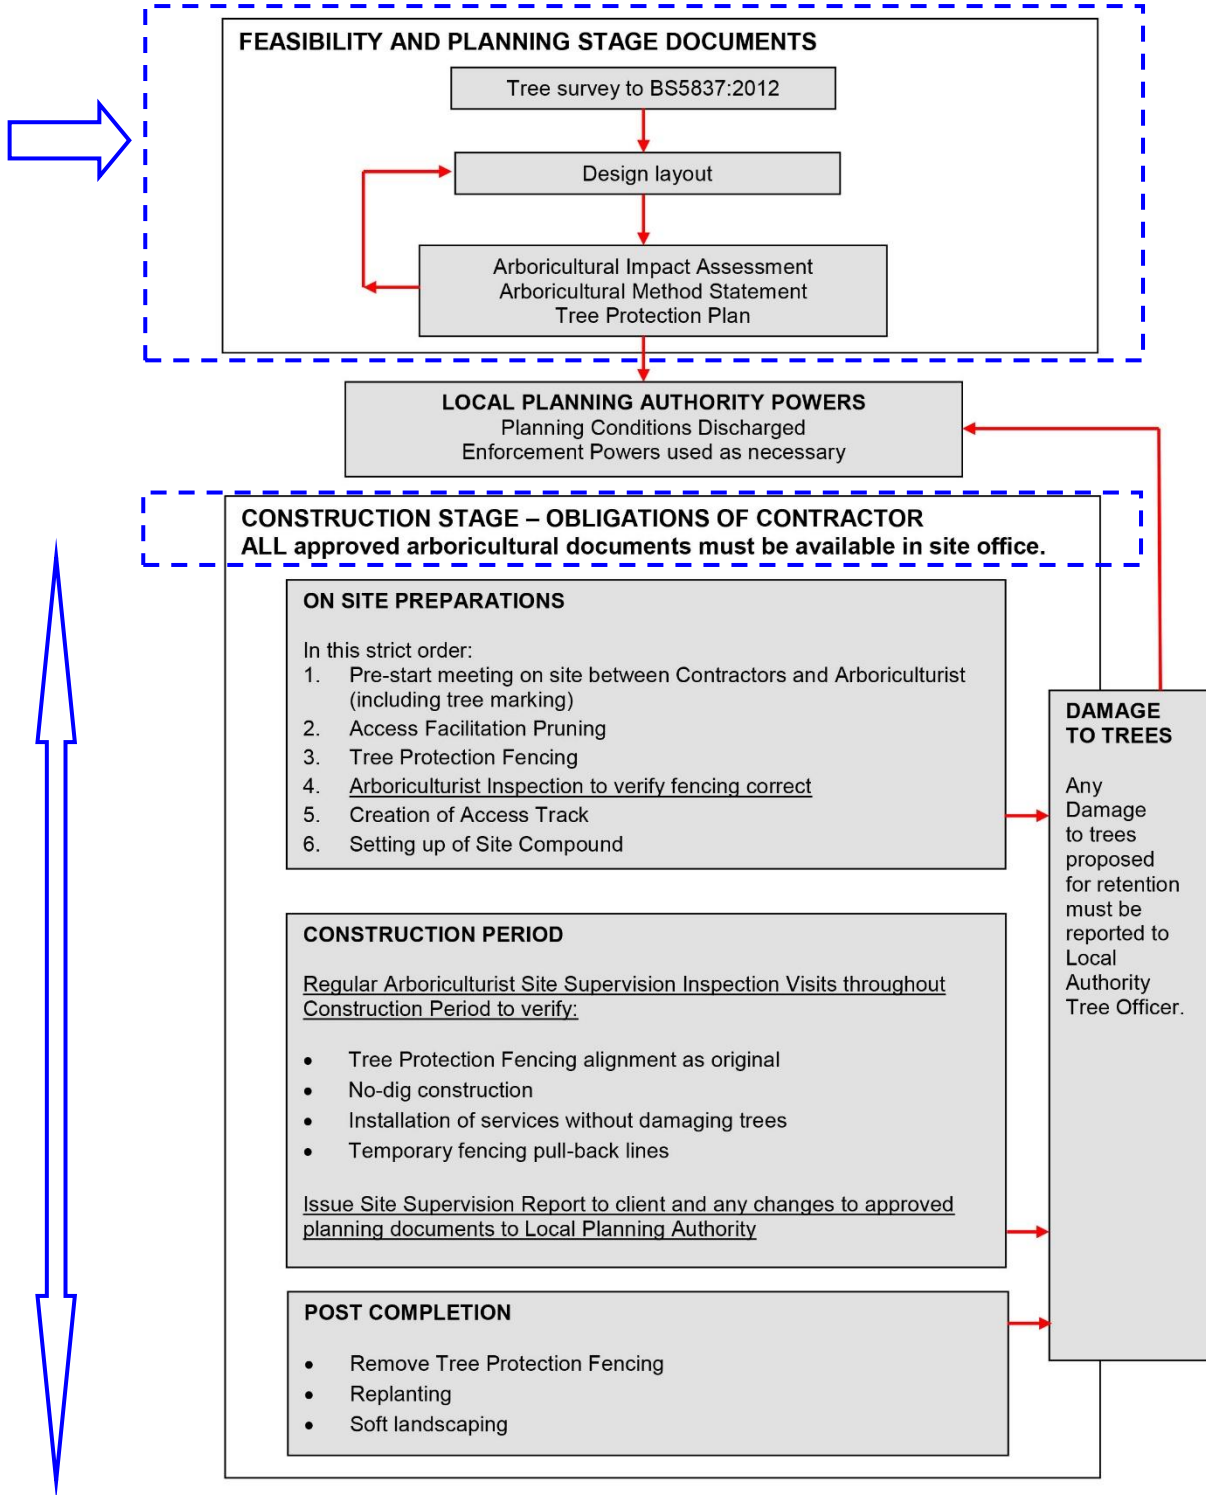 FEASIBILITY AND PLANNING STAGE DOCUMENTS
Tree survey to BS5837:2012
Design layout
Arboricultural Impact Assessment
Arboricultural Method Statement
Tree Protection Plan
LOCAL PLANNING AUTHORITY POWERS
Planning Conditions Discharged
Enforcement Powers used as necessary
CONSTRUCTION STAGE – OBLIGATIONS OF CONTRACTOR
ALL approved arboricultural documents must be available in site office.
ON SITE PREPARATIONS
In this strict order:
1. Pre-start meeting on site between Contractors and Arboriculturist
(including tree marking)
2. Access Facilitation Pruning
3. Tree Protection Fencing
4. Arboriculturist Inspection to verify fencing correct
5. Creation of Access Track
6. Setting up of Site Compound
CONSTRUCTION PERIOD
Regular Arboriculturist Site Supervision Inspection Visits throughout
Construction Period to verify:
• Tree Protection Fencing alignment as original
• No-dig construction
• Installation of services without damaging trees
• Temporary fencing pull-back lines
Issue Site Supervision Report to client and any changes to approved
planning documents to Local Planning Authority
POST COMPLETION
• Remove Tree Protection Fencing
• Replanting
• Soft landscaping
DAMAGE
TO TREES
Any
Damage
to trees
proposed
for retention
must be
reported to
Local
Authority
Tree Officer.